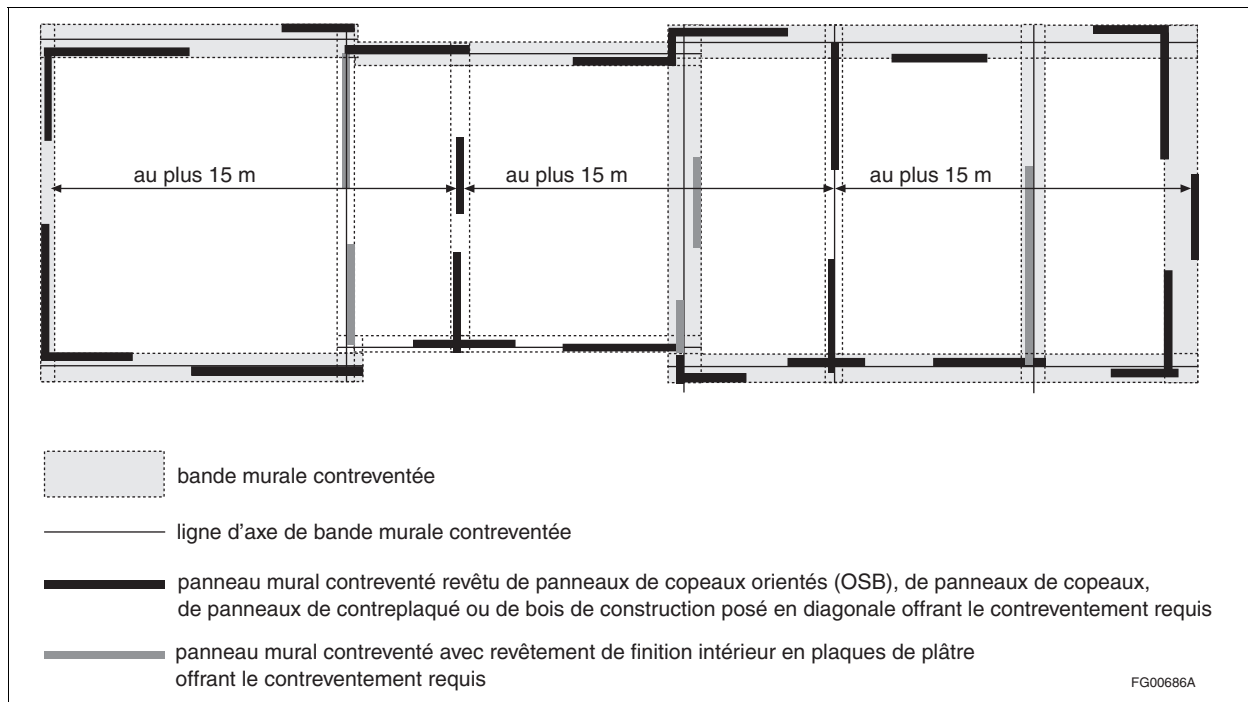 au plus 15 m
au plus 15 m
au plus 15 m
bande murale contreventée
ligne d'axe de bande murale contreventée
panneau mural contreventé revêtu de panneaux de copeaux orientés (OSB), de panneaux de copeaux,
de panneaux de contreplaqué ou de bois de construction posé en diagonale offrant le contreventement requis
panneau mural contreventé avec revêtement de finition intérieur en plaques de plâtre
offrant le contreventement requis
FG00686A